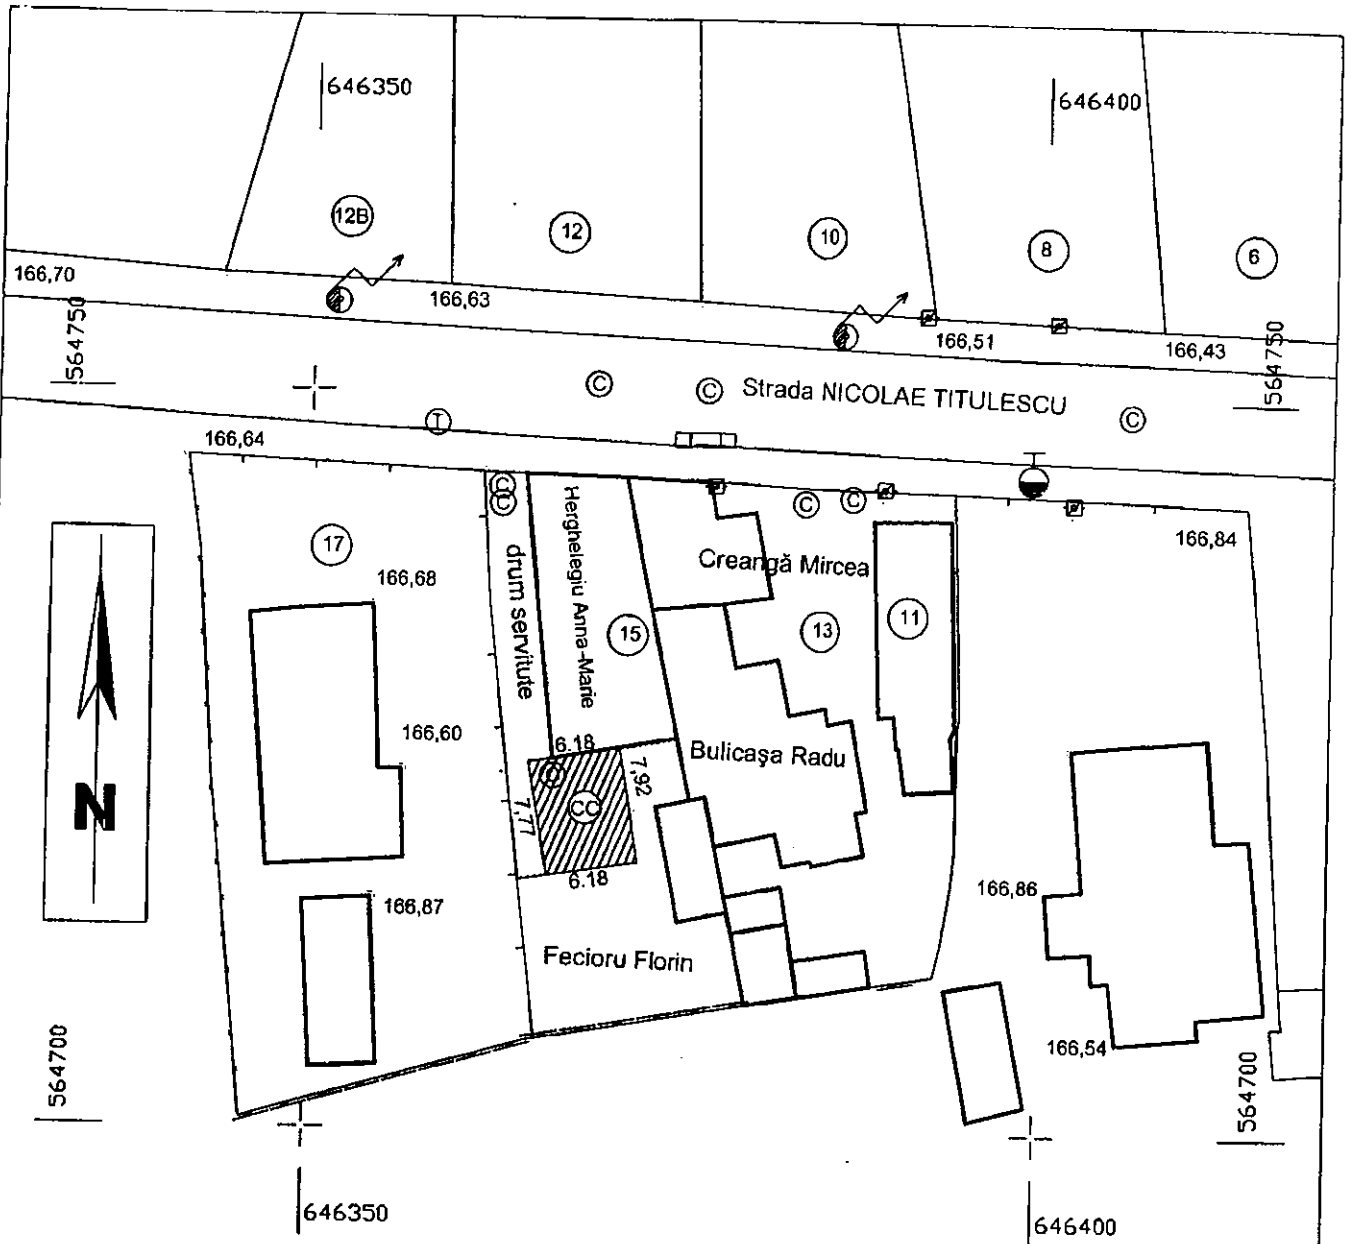 646350
646400
12B
12
10
8
6
166,70
166,63
166,51
166,43
564750
564750
C
C
Strada NICOLAE TITULESCU
C
T
166,64
C
C
C
C
166,84
17
drum servitute
Herghelegiu Anna-Marie
Creangă Mircea
166,68
15
13
11
166,60
6.18
7,92
Bulicaşa Radu
C
CC
7,77
6.18
166,87
166,86
Fecioru Florin
N
564700
166,54
564700
646350
646400